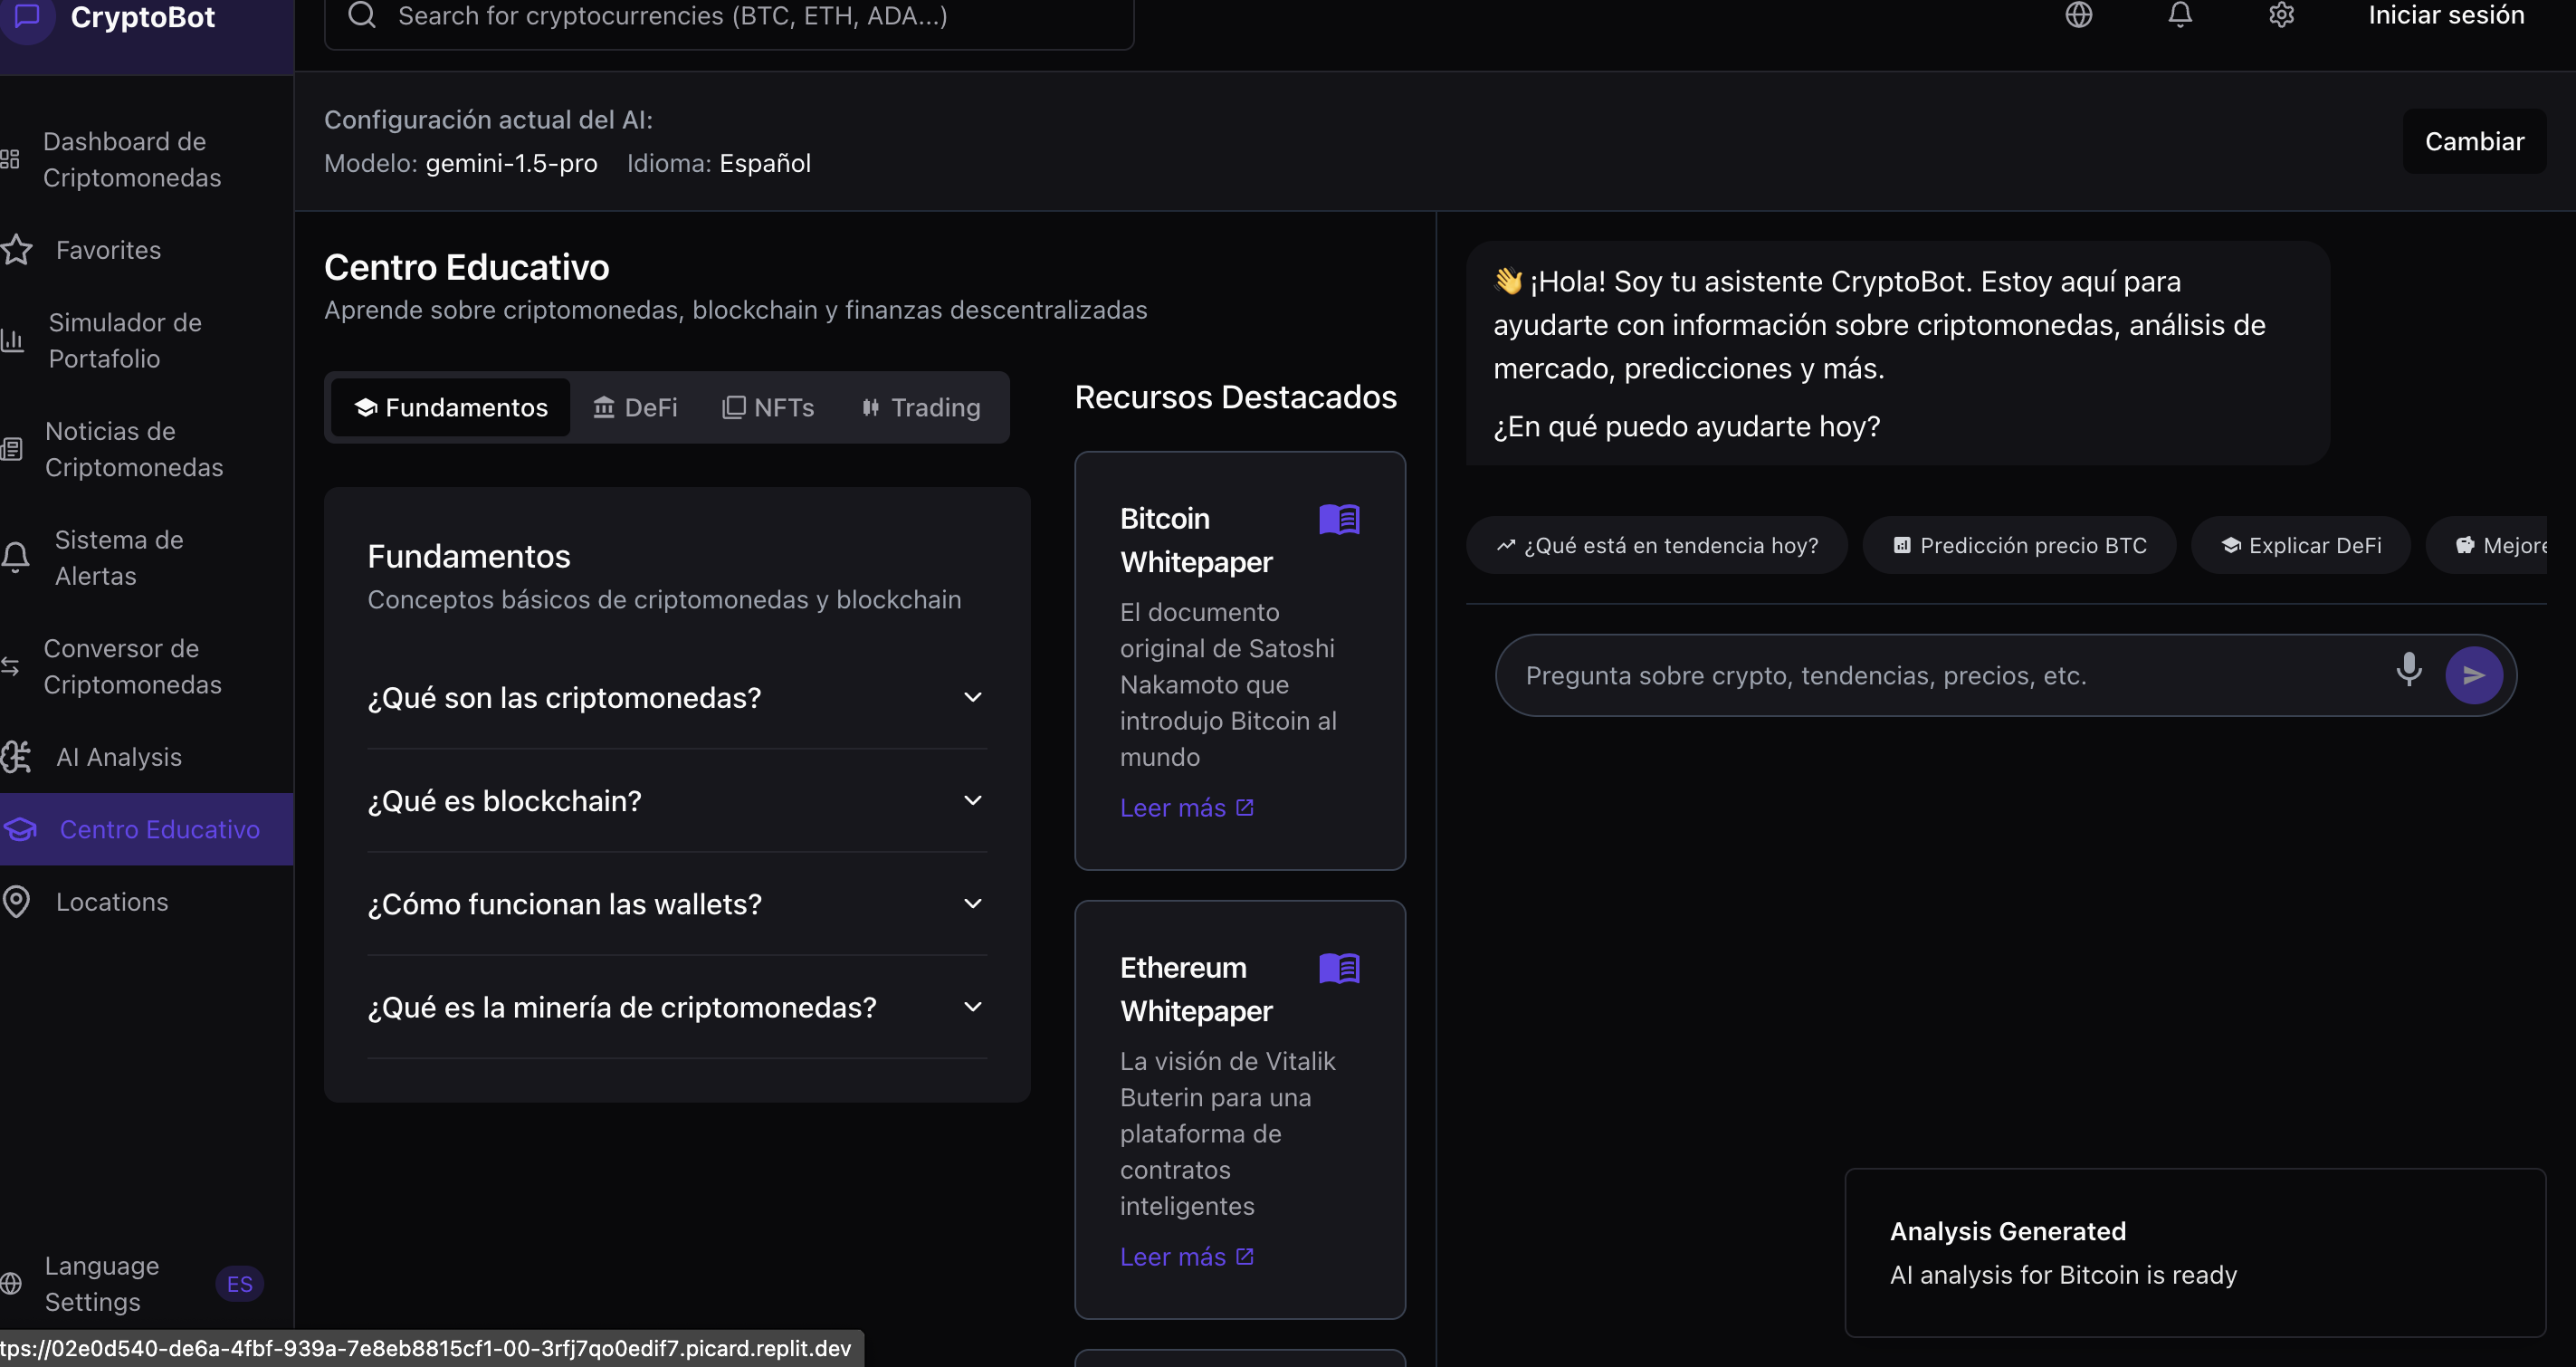 CryptoBot
Search for cryptocurrencies (BTC, ETH, ADA...)
Iniciar sesión
Configuración actual del AI:
Modelo: gemini-1.5-pro Idioma: Español
Cambiar
Dashboard de
Criptomonedas
Favorites
Simulador de
Portafolio
Noticias de
Criptomonedas
Sistema de
Alertas
Conversor de
Criptomonedas
AI Analysis
Centro Educativo
Locations
Language
Settings
ES
Centro Educativo
Aprende sobre criptomonedas, blockchain y finanzas descentralizadas
Fundamentos DeFi NFTs Trading
Fundamentos
Conceptos básicos de criptomonedas y blockchain
¿Qué son las criptomonedas?
¿Qué es blockchain?
¿Cómo funcionan las wallets?
¿Qué es la minería de criptomonedas?
Recursos Destacados
Bitcoin
Whitepaper
El documento
original de Satoshi
Nakamoto que
introdujo Bitcoin al
mundo
Leer más
Ethereum
Whitepaper
La visión de Vitalik
Buterin para una
plataforma de
contratos
inteligentes
Leer más
👋 ¡Hola! Soy tu asistente CryptoBot. Estoy aquí para
ayudarte con información sobre criptomonedas, análisis de
mercado, predicciones y más.
¿En qué puedo ayudarte hoy?
¿Qué está en tendencia hoy? Predicción precio BTC Explicar DeFi Mejore
Pregunta sobre crypto, tendencias, precios, etc.
Analysis Generated
AI analysis for Bitcoin is ready
tps://02e0d540-de6a-4fbf-939a-7e8eb8815cf1-00-3rfj7qo0edif7.picard.replit.dev